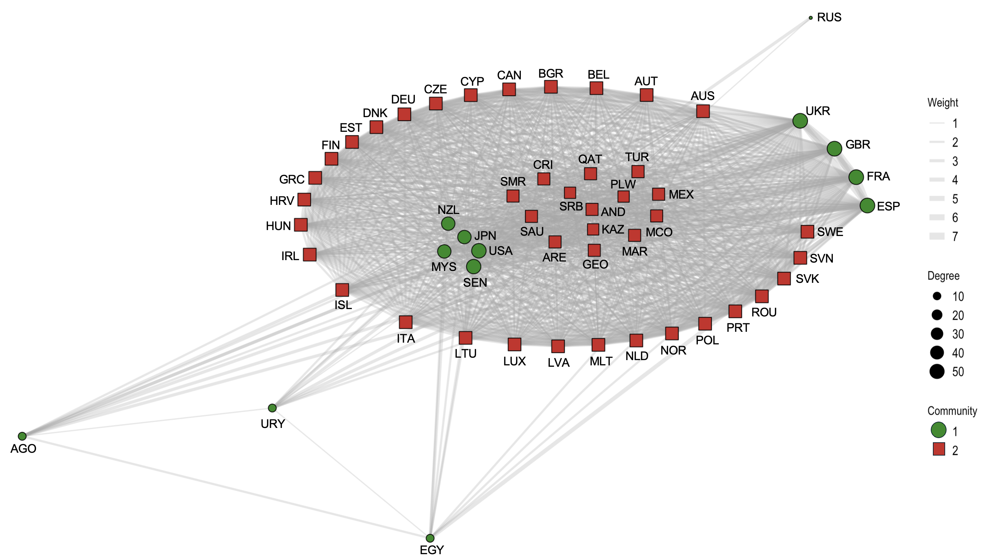 RUS
BGR
BEL
CAN
CYP
AUT
CZE
AUS
DEU
DNK
UKR
EST
FIN
GBR
TUR
QAT
CRI
FRA
GRC
SMR
PLW
MEX
HRV
SRB
ESP
NZL
AND
HUN
KAZ
SAU
MCO
SWE
JPN
USA
MAR
IRL
ARE
SVN
MYS
GEO
SVK
SEN
ISL
ROU
PRT
ITA
POL
NOR
LTU
NLD
LUX
MLT
LVA
URY
AGO
EGY
Weight
1
2
3
4
5
6
7
Degree
10
20
30
40
50
Community
1
2